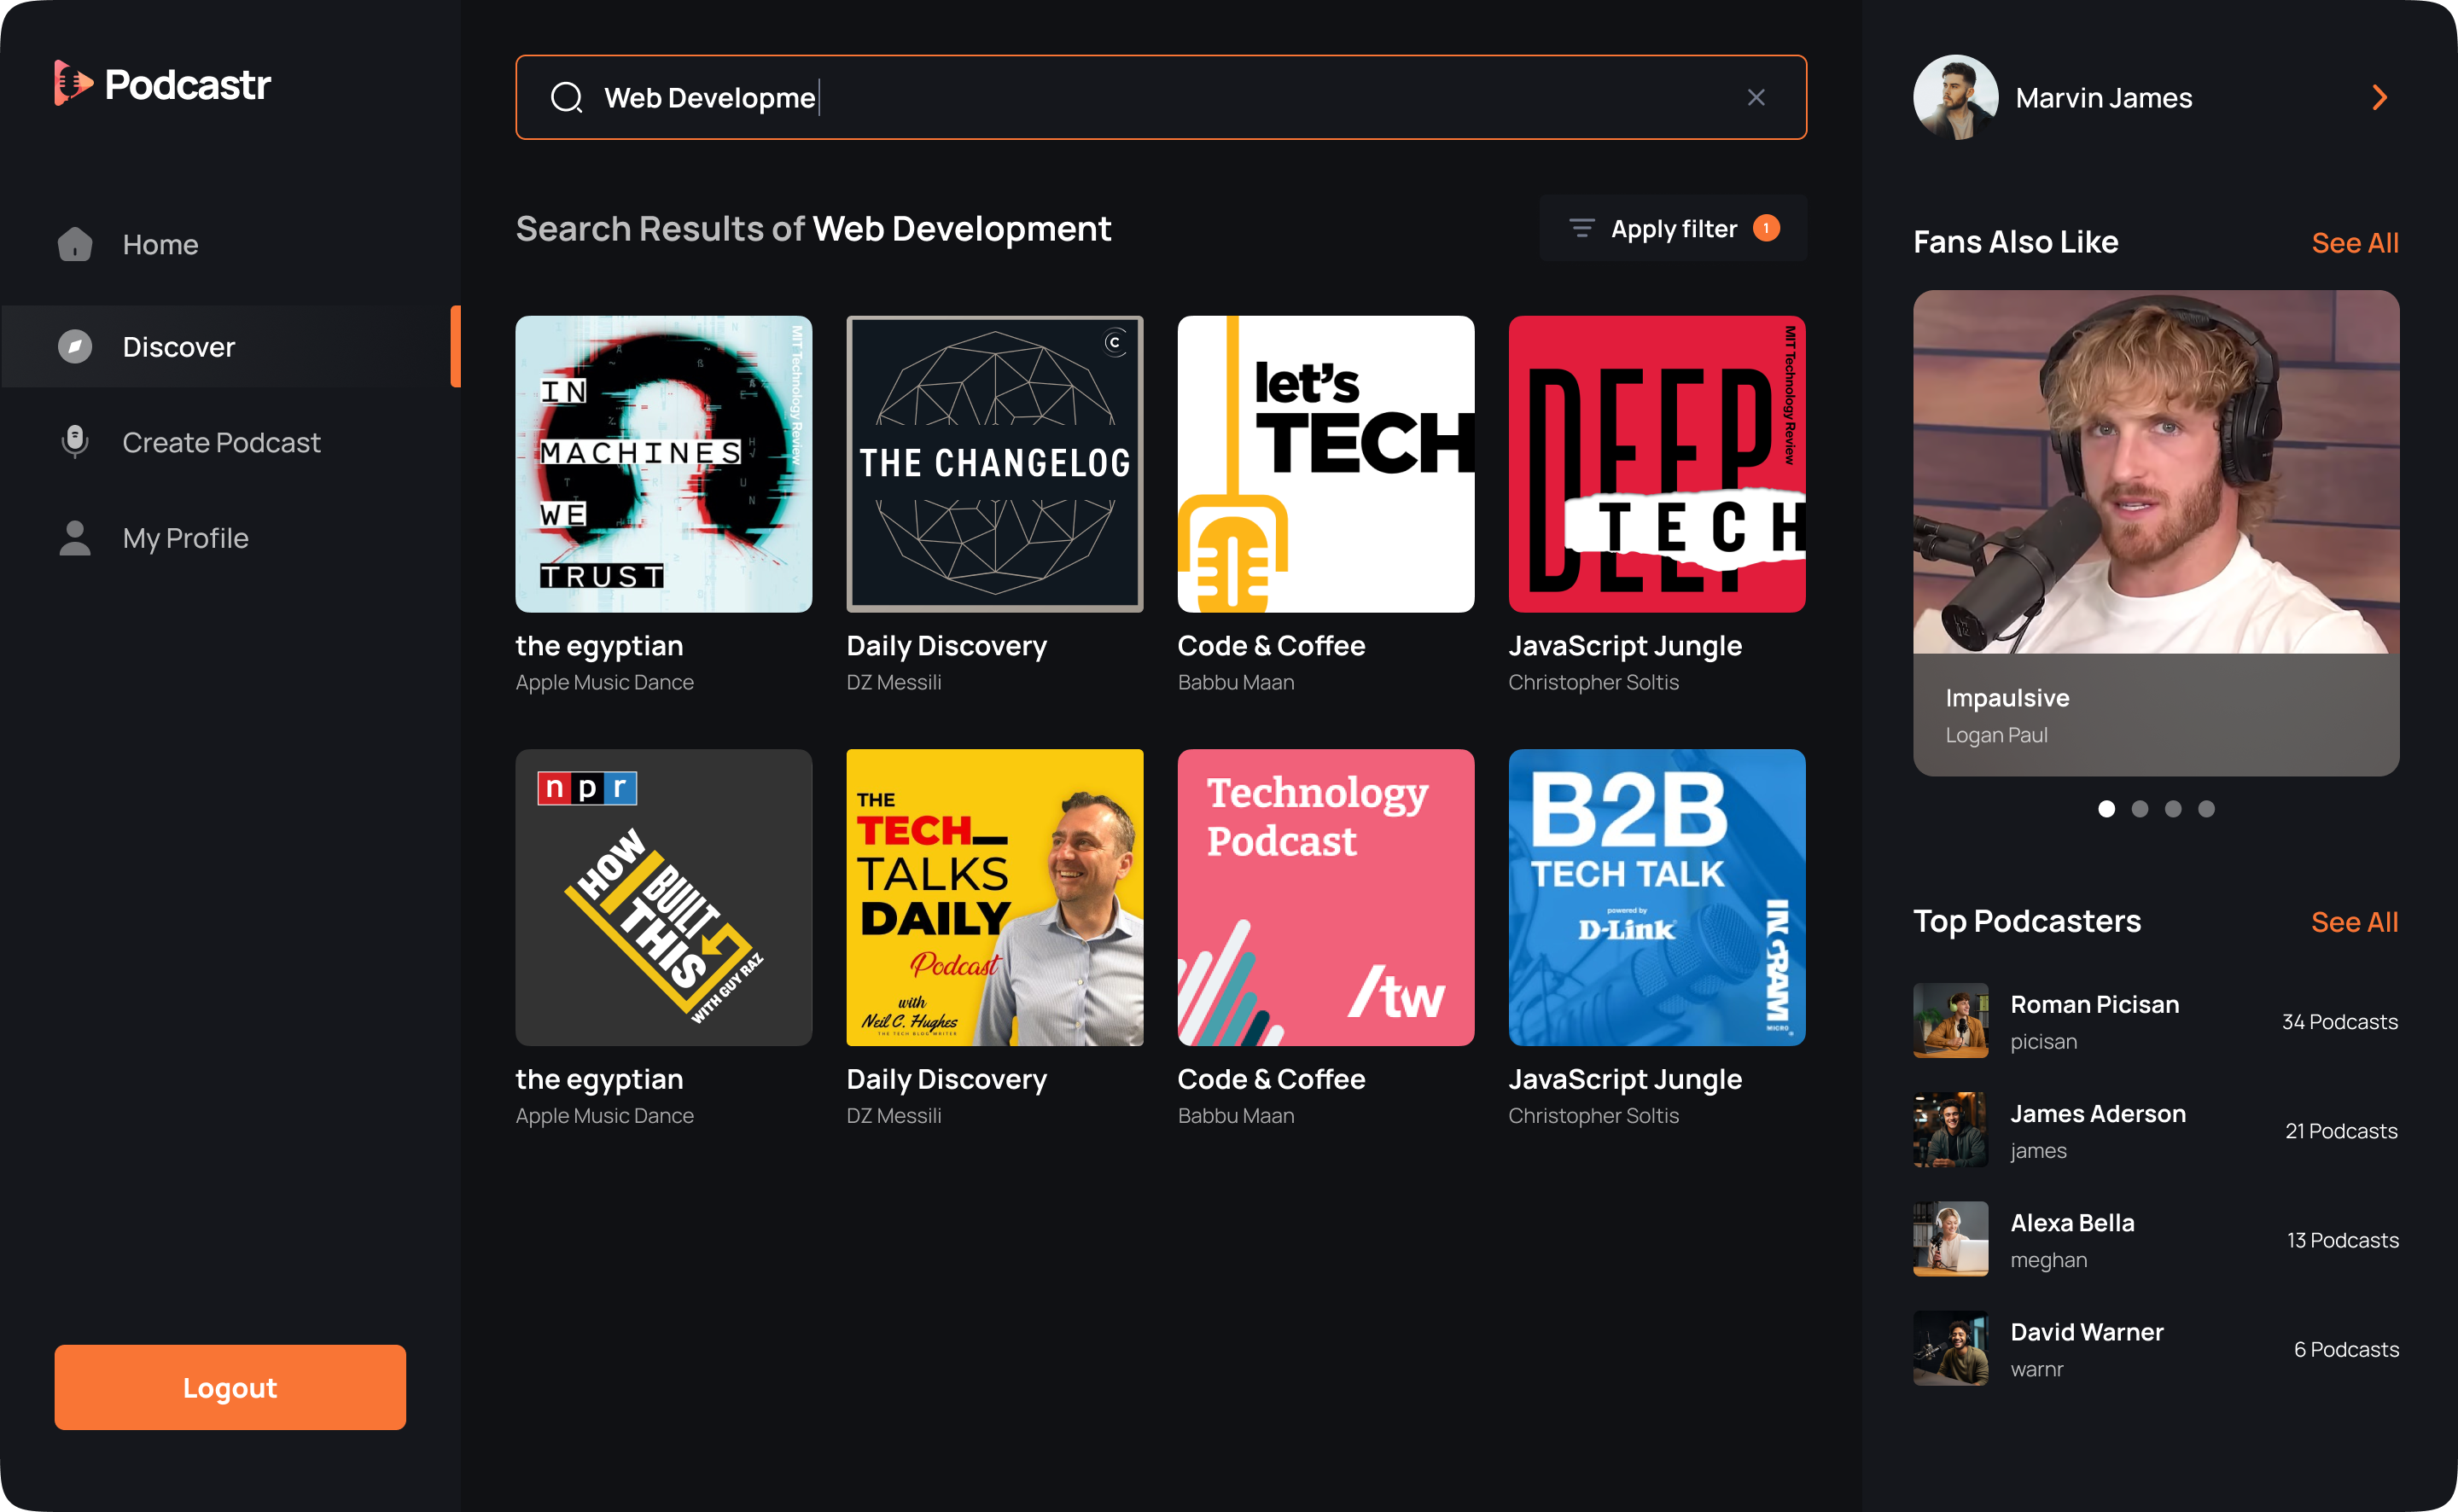 Podcastr
Home
Discover
Create Podcast
My Profile
Logout
Web Developme
Search Results of Web Development
Apply filter 1
IN
MACHINES
WE
TRUST
MIT Technology Review
the egyptian
Apple Music Dance
C
THE CHANGELOG
Daily Discovery
DZ Messili
let's
TECH
Code & Coffee
Babbu Maan
DEEP
TECH
MIT Technology Review
JavaScript Jungle
Christopher Soltis
npr
HOW
I BUILT
THIS
WITH GUY RAZ
the egyptian
Apple Music Dance
THE
TECH_
TALKS
DAILY
Podcast
with
Neil C. Hughes
THE TECH BLOG WRITER
Daily Discovery
DZ Messili
Technology
Podcast
/tw
Code & Coffee
Babbu Maan
B2B
TECH TALK
powered by
D-Link
INGRAM
MICRO
JavaScript Jungle
Christopher Soltis
Marvin James
Fans Also Like
See All
Impaulsive
Logan Paul
Top Podcasters
See All
Roman Picisan
picisan
34 Podcasts
James Aderson
james
21 Podcasts
Alexa Bella
meghan
13 Podcasts
David Warner
warnr
6 Podcasts